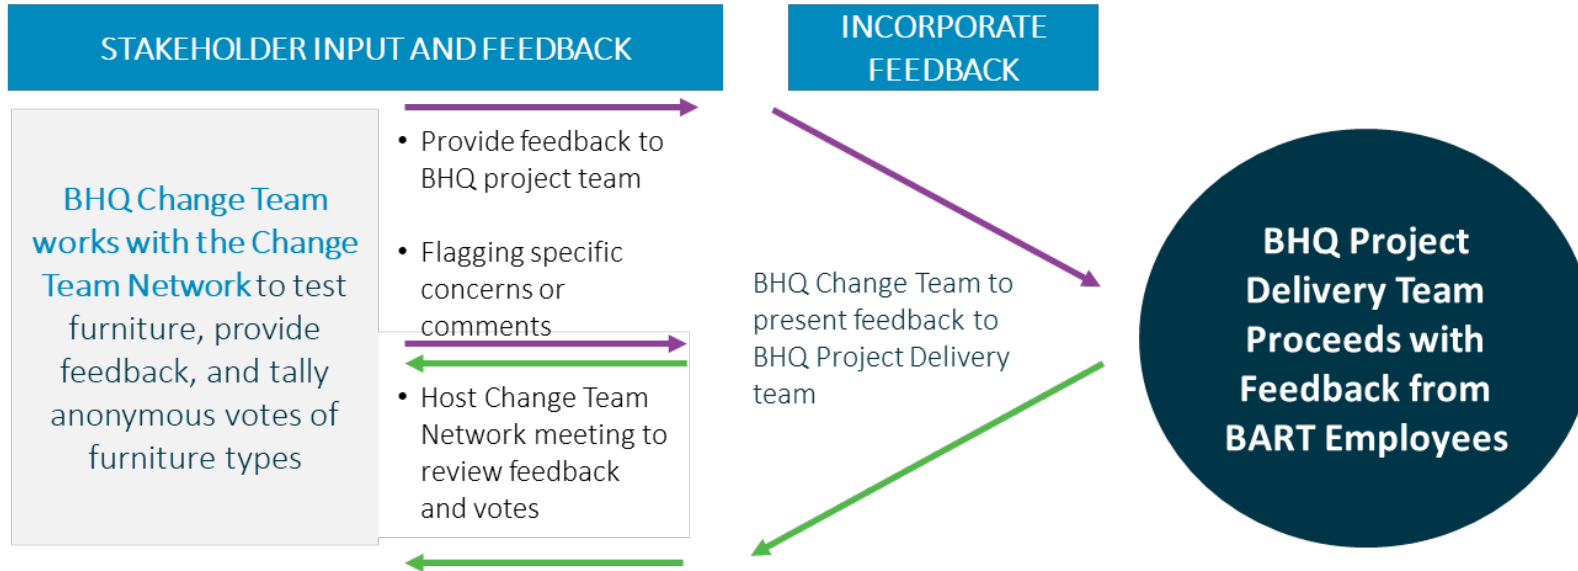 STAKEHOLDER INPUT AND FEEDBACK
INCORPORATE
FEEDBACK
BHQ Change Team
works with the Change
Team Network to test
furniture, provide
feedback, and tally
anonymous votes of
furniture types
• Provide feedback to
BHQ project team
• Flagging specific
concerns or
comments
• Host Change Team
Network meeting to
review feedback
and votes
BHQ Change Team to
present feedback to
BHQ Project Delivery
team
BHQ Project
Delivery Team
Proceeds with
Feedback from
BART Employees